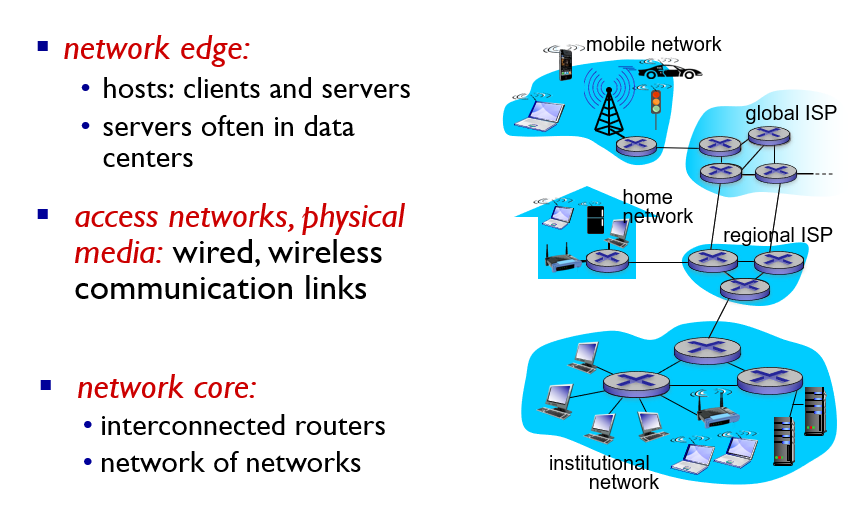 network edge:
hosts: clients and servers
servers often in data
centers
access networks, physical
media: wired, wireless
communication links
network core:
interconnected routers
network of networks
mobile network
global ISP
home
network
regional ISP
institutional
network